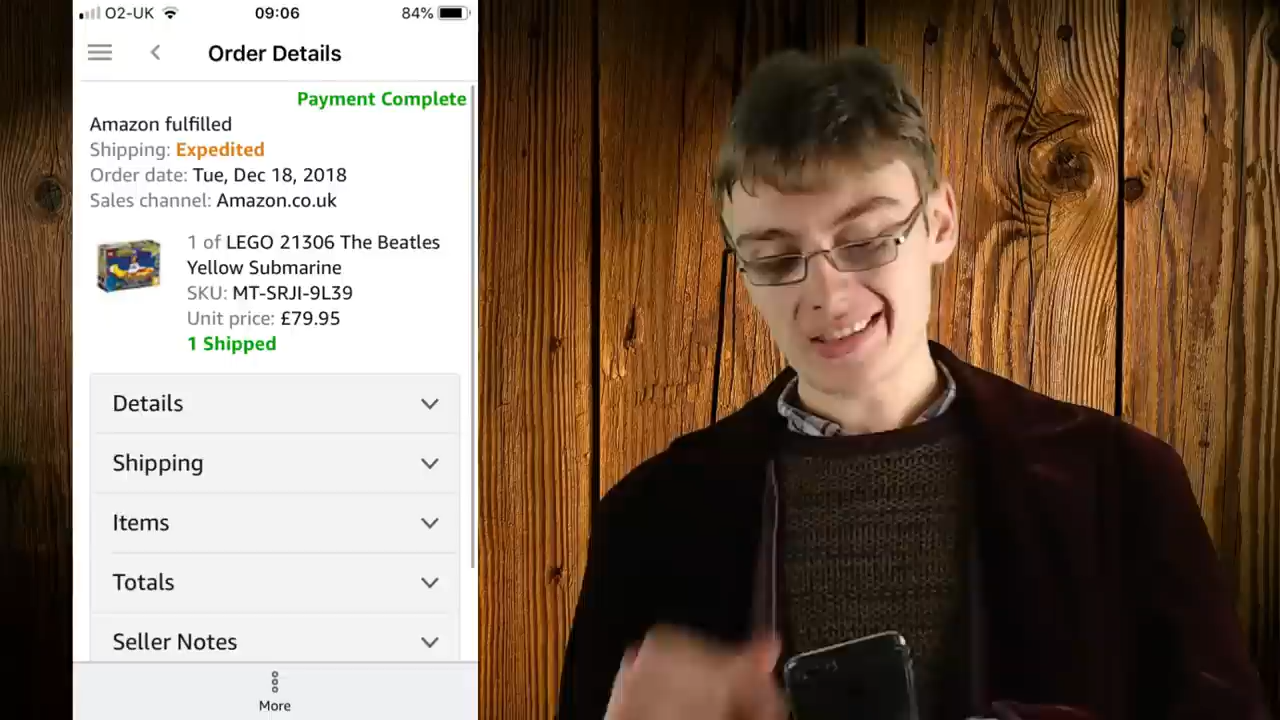 O2-UK 09:06 84%
Order Details
Payment Complete
Amazon fulfilled
Shipping: Expedited
Order date: Tue, Dec 18, 2018
Sales channel: Amazon.co.uk
1 of LEGO 21306 The Beatles
Yellow Submarine
SKU: MT-SRJI-9L39
Unit price: £79.95
1 Shipped
Details
Shipping
Items
Totals
Seller Notes
More